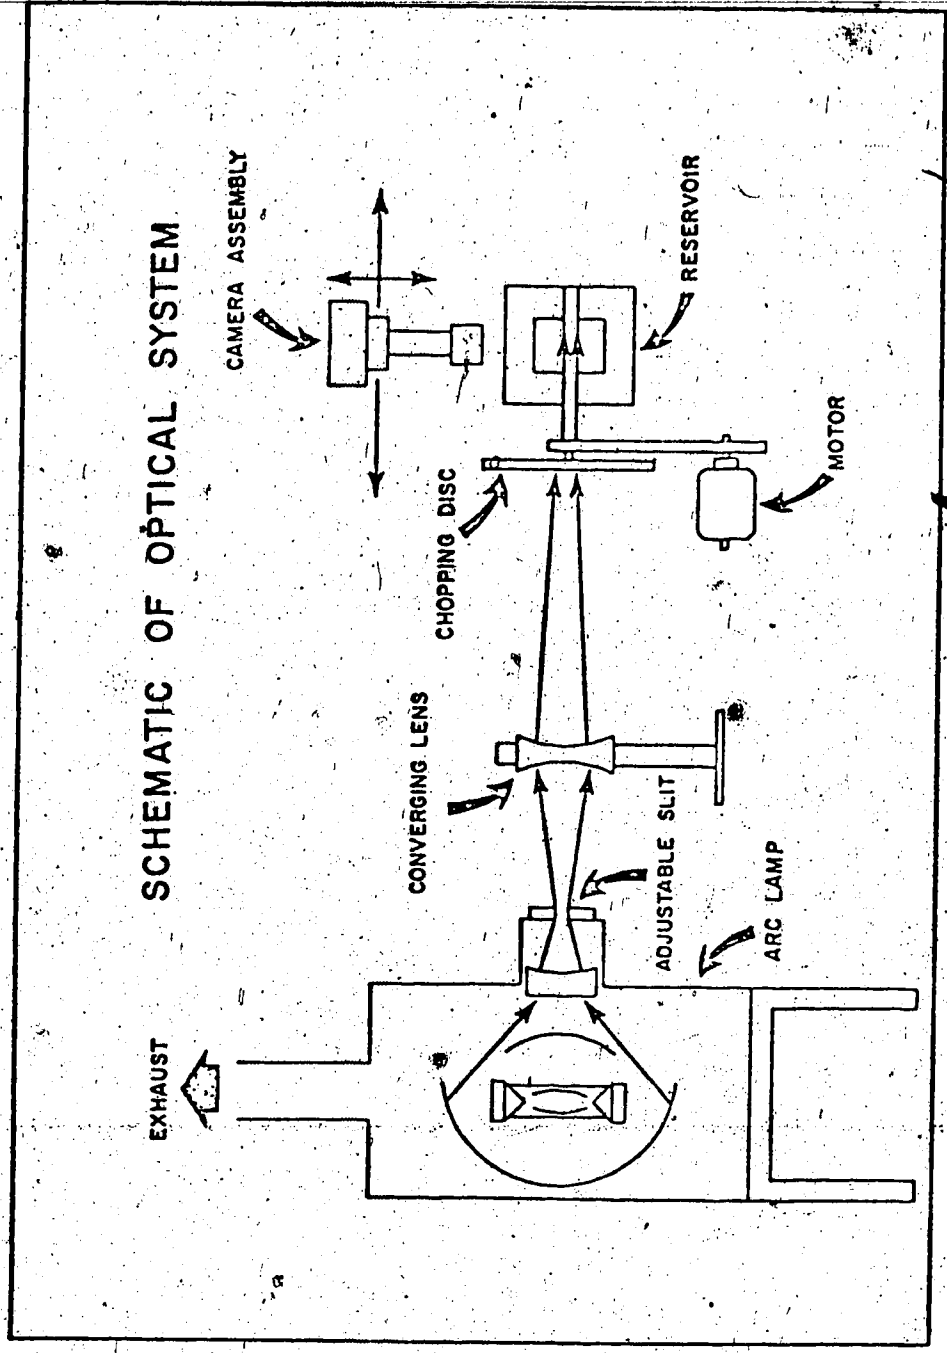 SCHEMATIC OF OPTICAL SYSTEM
EXHAUST
CAMERA ASSEMBLY
CONVERGING LENS
CHOPPING DISC
ADJUSTABLE SLIT
ARC LAMP
RESERVOIR
MOTOR